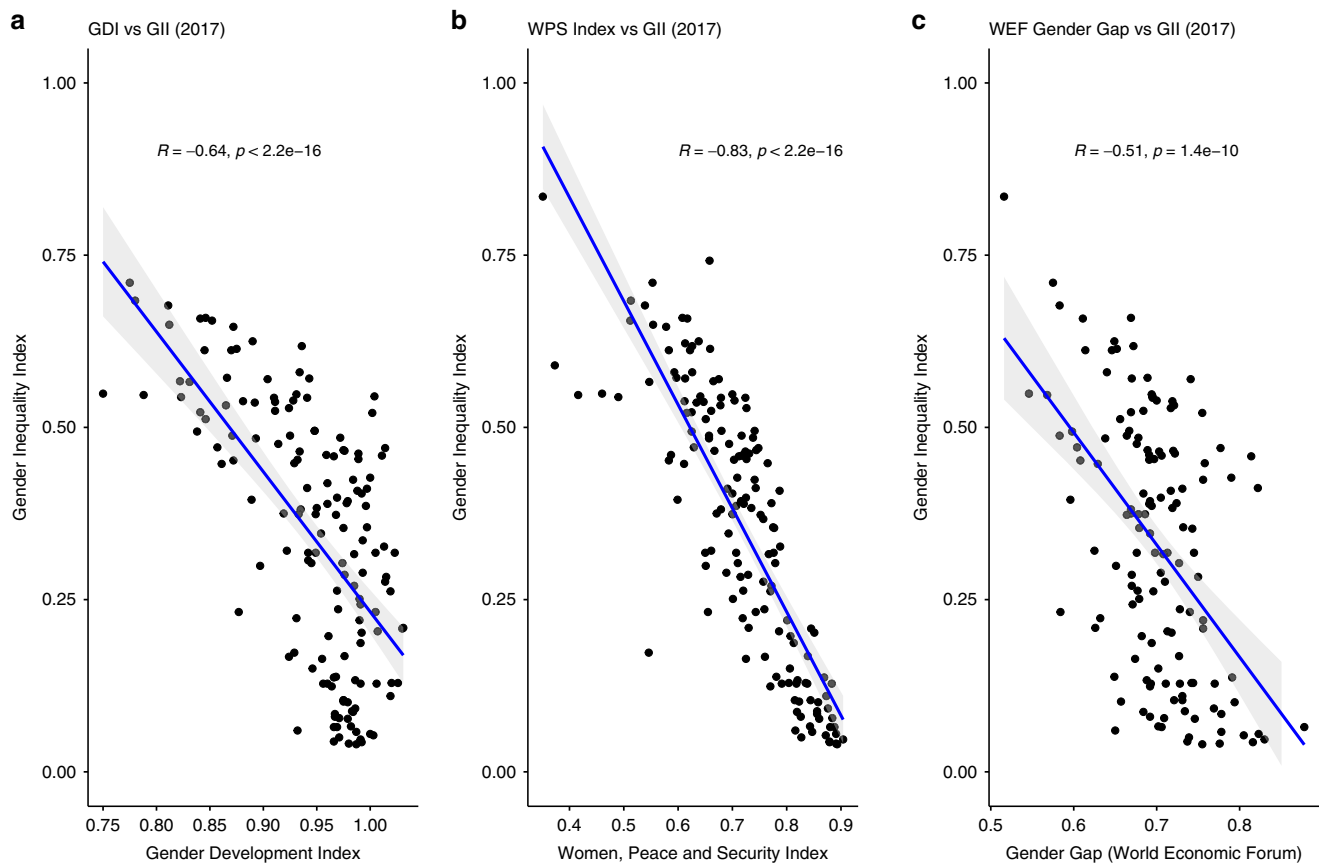 a
GDI vs GII (2017)
1.00
0.75
0.50
0.25
0.00
Gender Inequality Index
R = −0.64, p < 2.2e−16
0.75 0.80 0.85 0.90 0.95 1.00
Gender Development Index
b
WPS Index vs GII (2017)
1.00
0.75
0.50
0.25
0.00
Gender Inequality Index
R = −0.83, p < 2.2e−16
0.4 0.5 0.6 0.7 0.8 0.9
Women, Peace and Security Index
c
WEF Gender Gap vs GII (2017)
1.00
0.75
0.50
0.25
0.00
Gender Inequality Index
R = −0.51, p = 1.4e−10
0.5 0.6 0.7 0.8
Gender Gap (World Economic Forum)